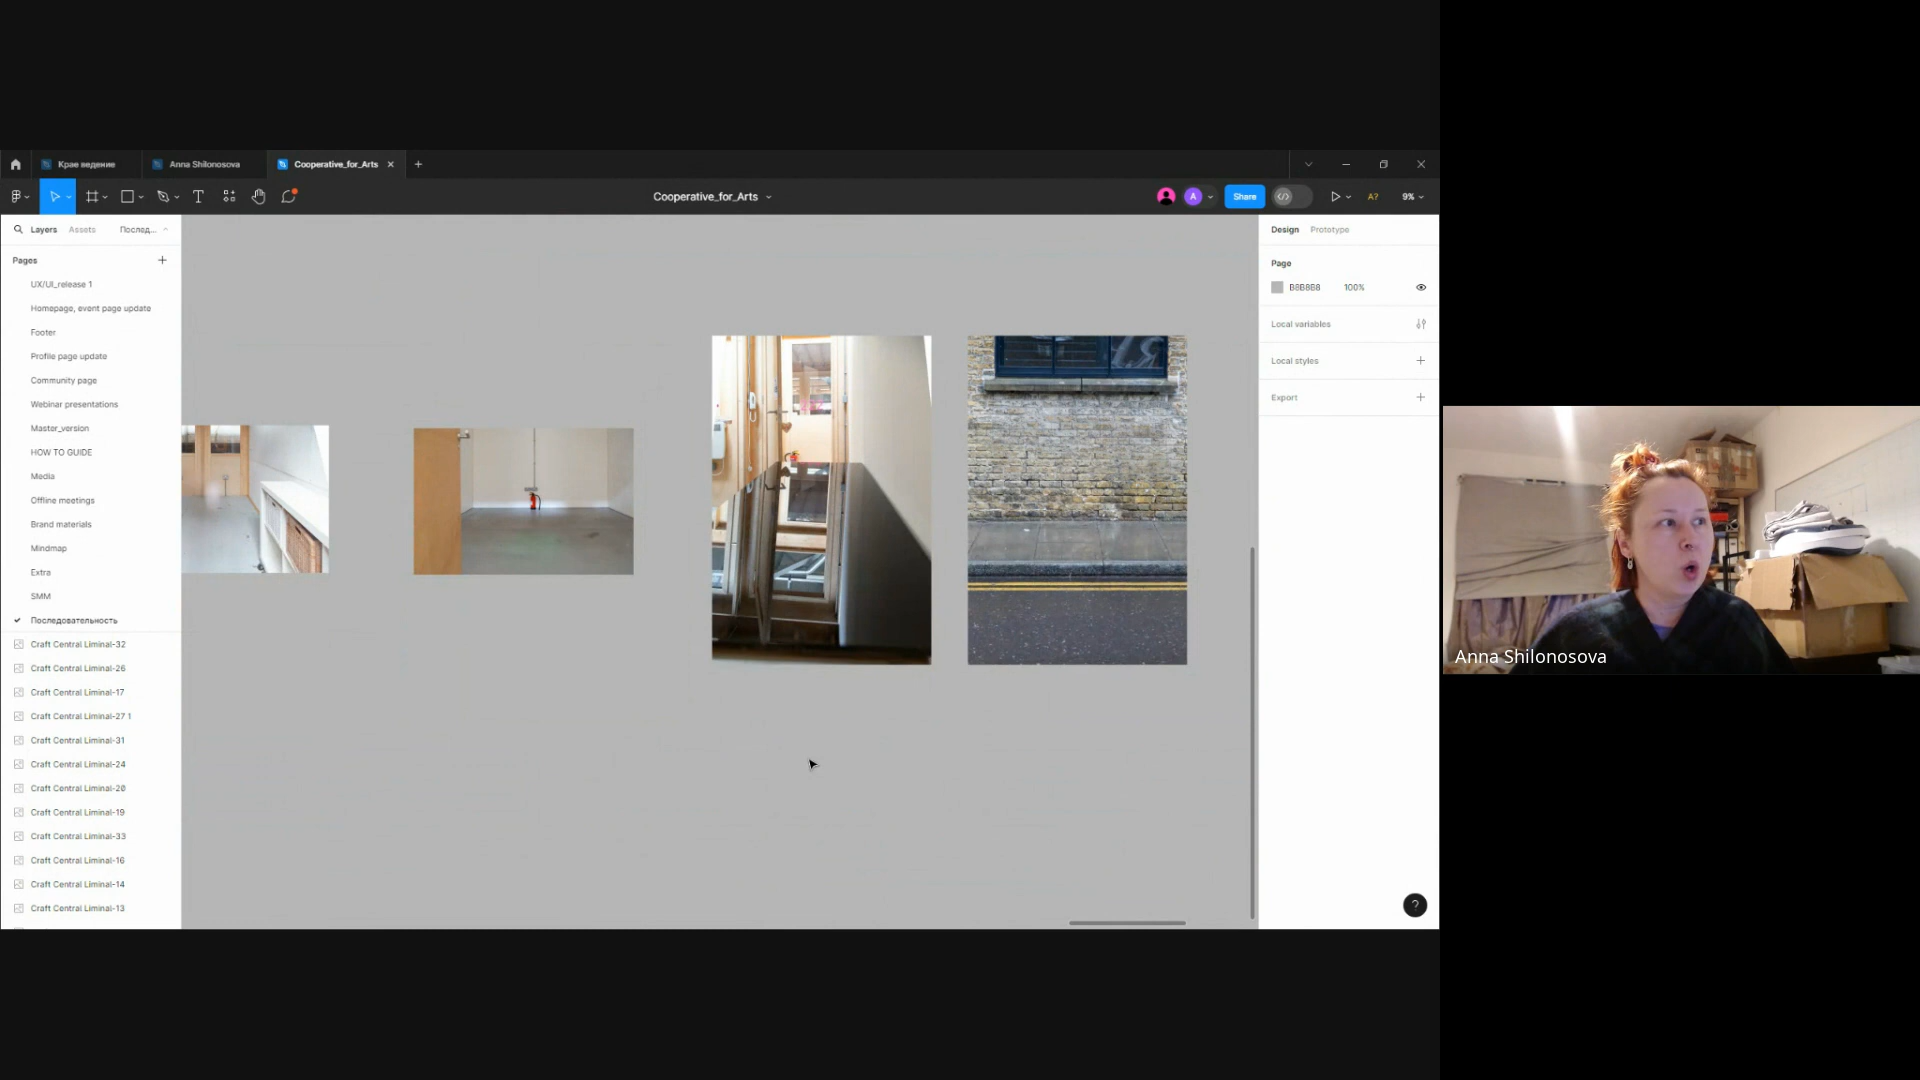 Крае ведение
Anna Shilonosova
Cooperative_for_Arts
Cooperative_for_Arts
A
Share
A?
9%
Layers
Assets
Послед...
Pages
UX/UI_release 1
Homepage, event page update
Footer
Profile page update
Community page
Webinar presentations
Master_version
HOW TO GUIDE
Media
Offline meetings
Brand materials
Mindmap
Extra
SMM
Последовательность
Craft Central Liminal-32
Craft Central Liminal-26
Craft Central Liminal-17
Craft Central Liminal-27 1
Craft Central Liminal-31
Craft Central Liminal-24
Craft Central Liminal-20
Craft Central Liminal-19
Craft Central Liminal-33
Craft Central Liminal-16
Craft Central Liminal-14
Craft Central Liminal-13
Design
Prototype
Page
B8B8B8
100%
Local variables
Local styles
Export
?
Anna Shilonosova